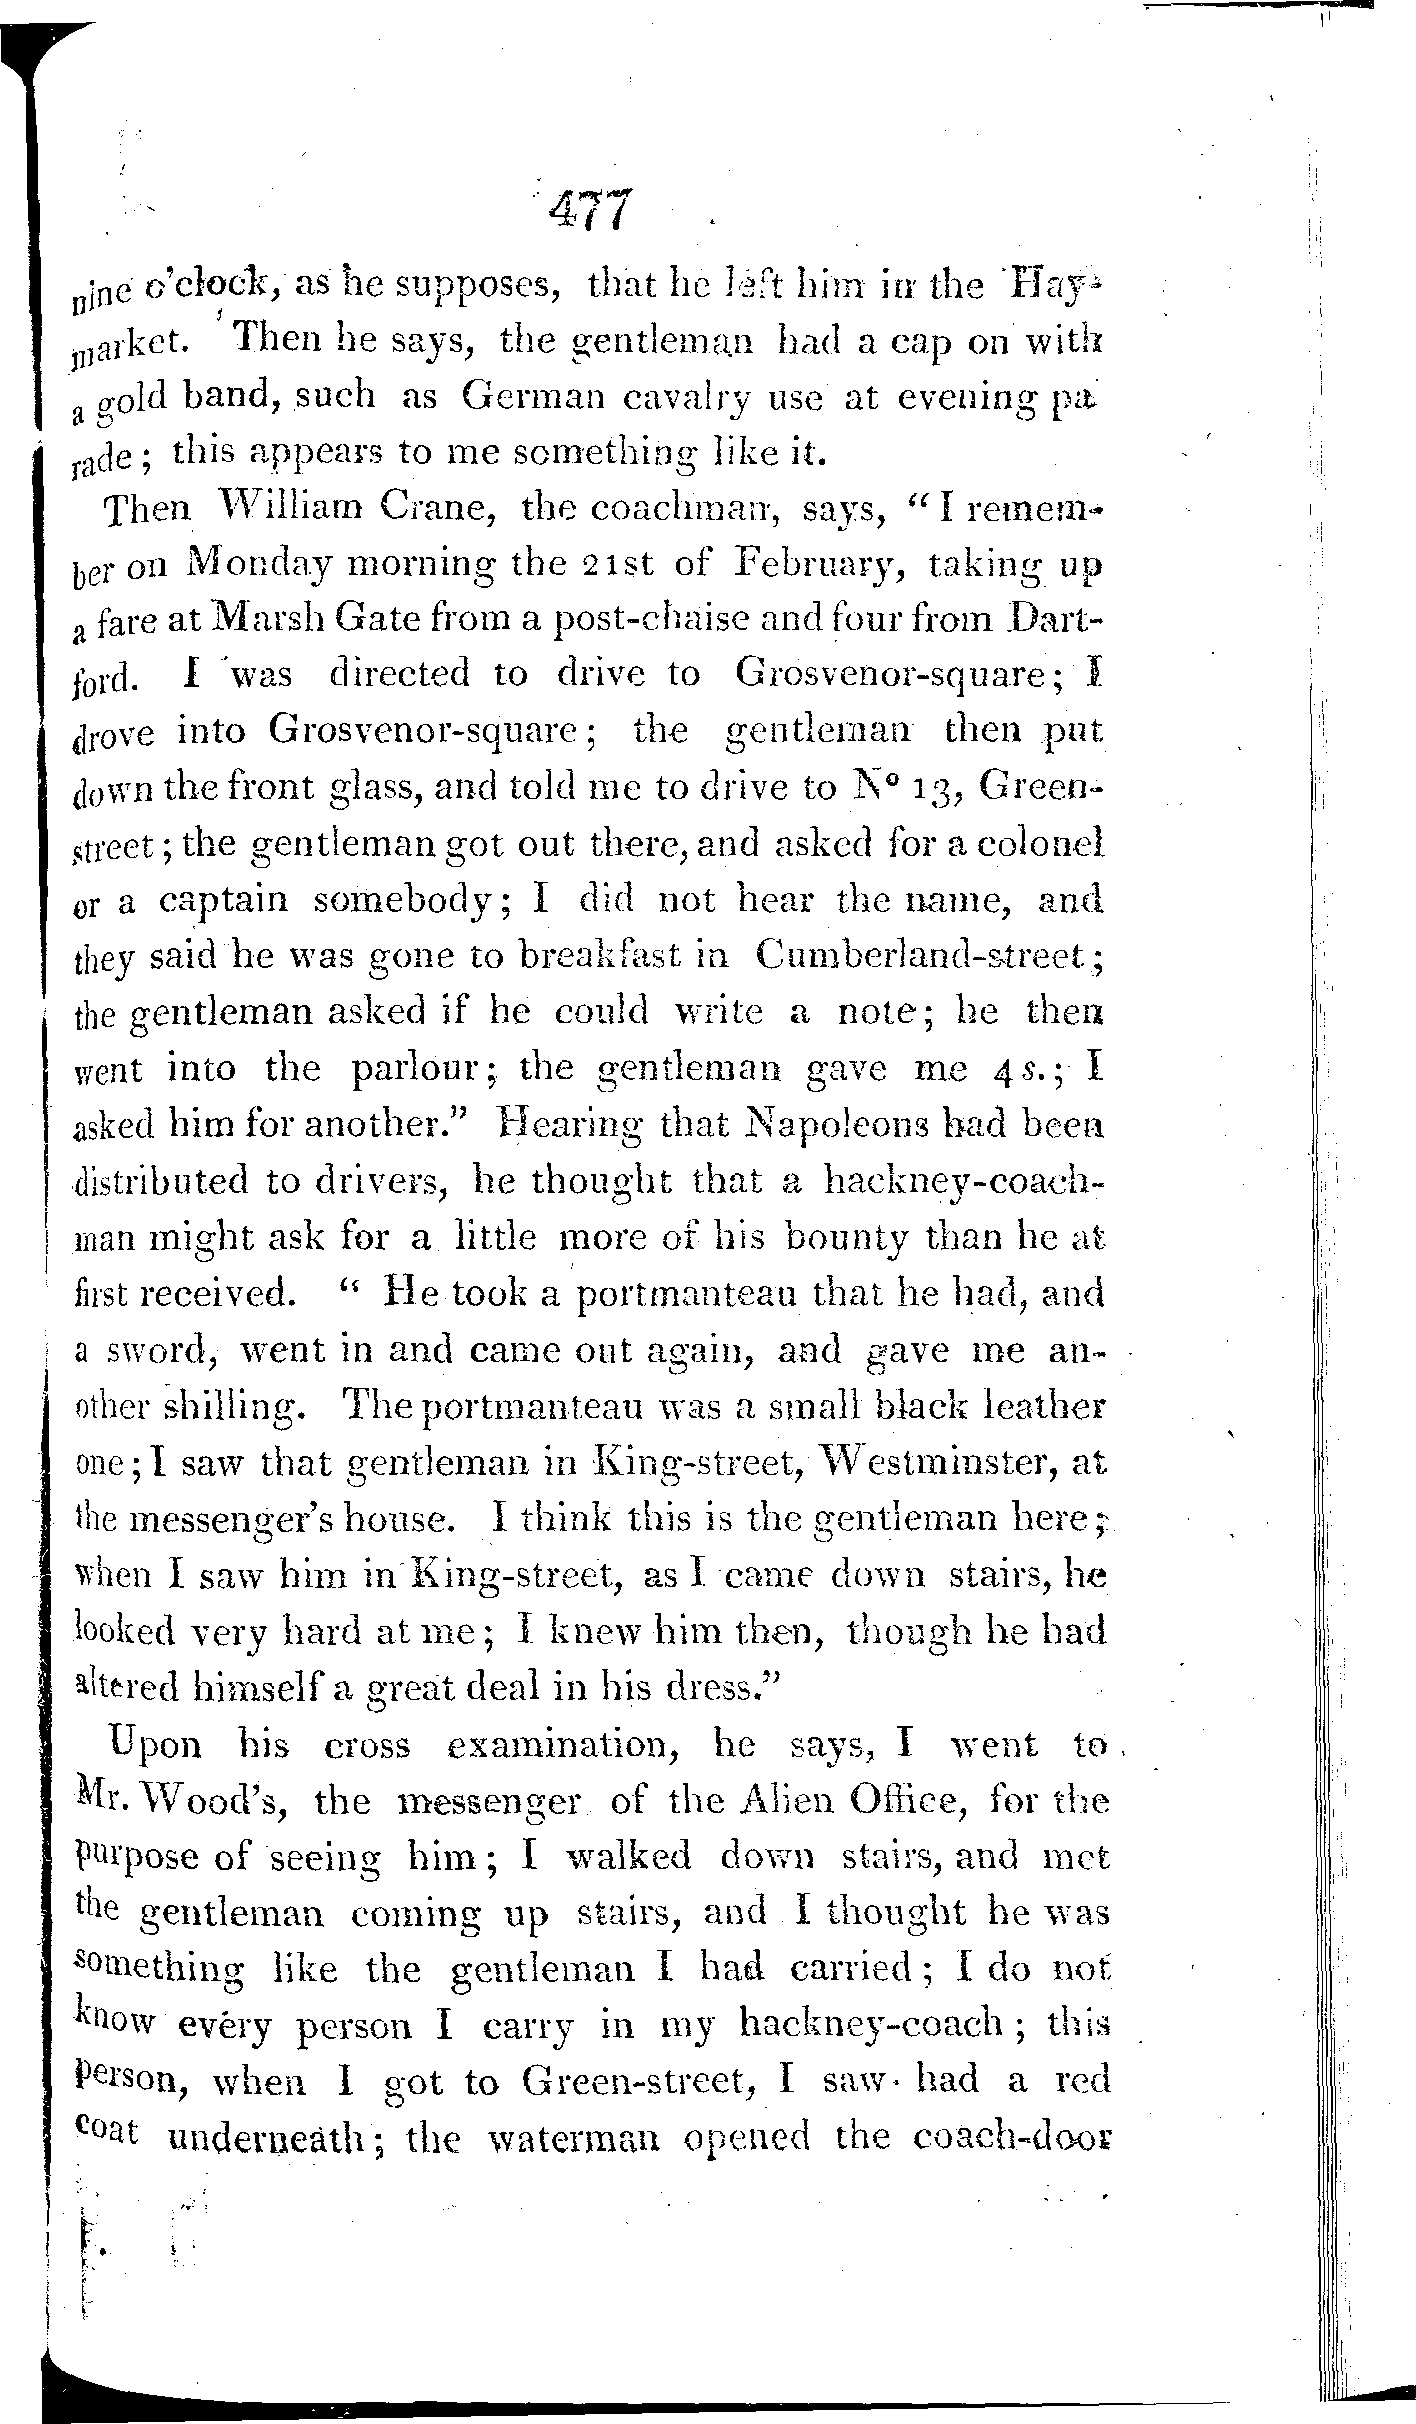 477
nine o'clock, as he supposes, that he left him in the Hay-
market. Then he says, the gentleman had a cap on with
a gold band, such as German cavalry use at evening pa
rade; this appears to me something like it.
Then William Crane, the coachman, says, "I remem-
ber on Monday morning the 21st of February, taking up
a fare at Marsh Gate from a post-chaise and four from Dart-
ford. I was directed to drive to Grosvenor-square; I
drove into Grosvenor-square; the gentleman then put
down the front glass, and told me to drive to Nº 13, Green-
street; the gentleman got out there, and asked for a colonel
or a captain somebody; I did not hear the name, and
they said he was gone to breakfast in Cumberland-street;
the gentleman asked if he could write a note; he then
went into the parlour; the gentleman gave me 4s.; I
asked him for another." Hearing that Napoleons had been
distributed to drivers, he thought that a hackney-coach-
man might ask for a little more of his bounty than he at
first received. "He took a portmanteau that he had, and
a sword, went in and came out again, and gave me an-
other shilling. The portmanteau was a small black leather
one; I saw that gentleman in King-street, Westminster, at
the messenger's house. I think this is the gentleman here;
when I saw him in King-street, as I came down stairs, he
looked very hard at me; I knew him then, though he had
altered himself a great deal in his dress."
Upon his cross examination, he says, I went to
Mr. Wood's, the messenger of the Alien Office, for the
purpose of seeing him; I walked down stairs, and met
the gentleman coming up stairs, and I thought he was
something like the gentleman I had carried; I do not
know every person I carry in my hackney-coach; this
person, when I got to Green-street, I saw had a red
coat underneath; the waterman opened the coach-door